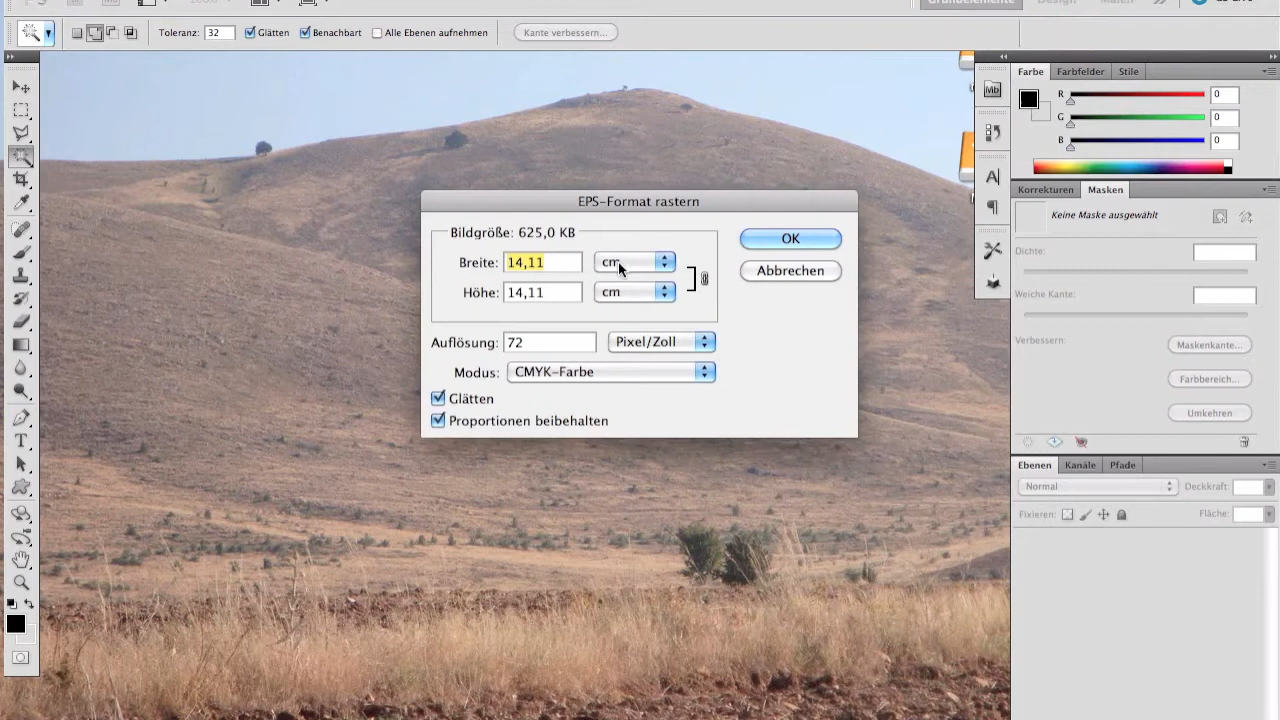 Grundelemente Design Malen
Toleranz: 32 Glätten Benachbart Alle Ebenen aufnehmen Kante verbessern...
Farbe Farbfelder Stile
Mb
R 0
G 0
B 0
A
Korrekturen Masken
Keine Maske ausgewählt
EPS-Format rastern
Bildgröße: 625,0 KB
Breite: 14,11 cm
Höhe: 14,11 cm
OK
Abbrechen
Auflösung: 72 Pixel/Zoll
Modus: CMYK-Farbe
Glätten
Proportionen beibehalten
Dichte:
Weiche Kante:
Verbessern: Maskenkante...
Farbbereich...
Umkehren
Ebenen Kanäle Pfade
Normal Deckkraft:
Fixieren: Fläche:
T